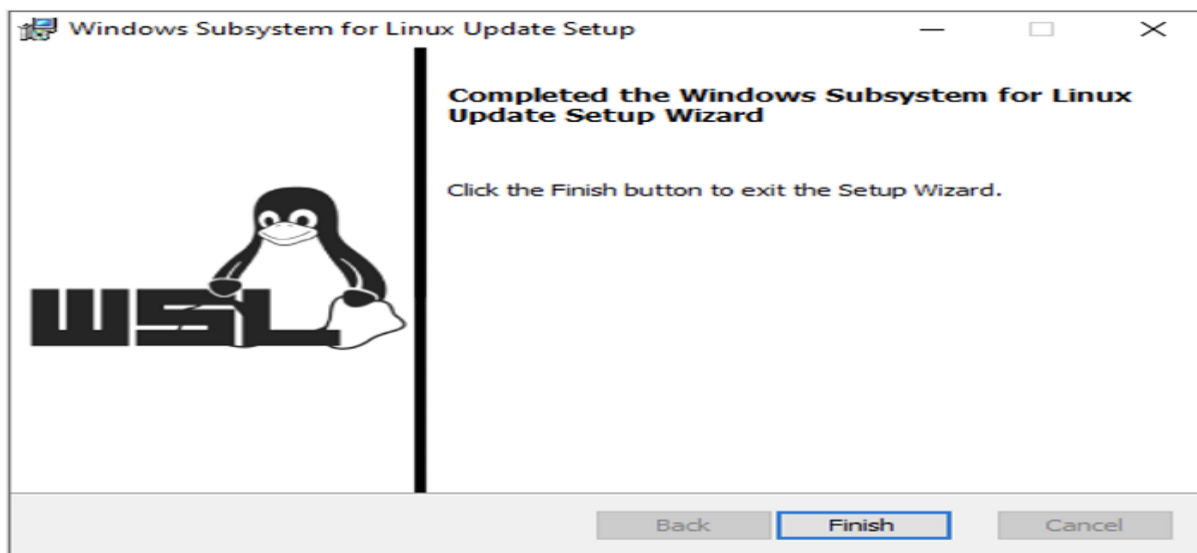 Windows Subsystem for Linux Update Setup
Completed the Windows Subsystem for Linux
Update Setup Wizard
Click the Finish button to exit the Setup Wizard.
WSL
Back
Finish
Cancel